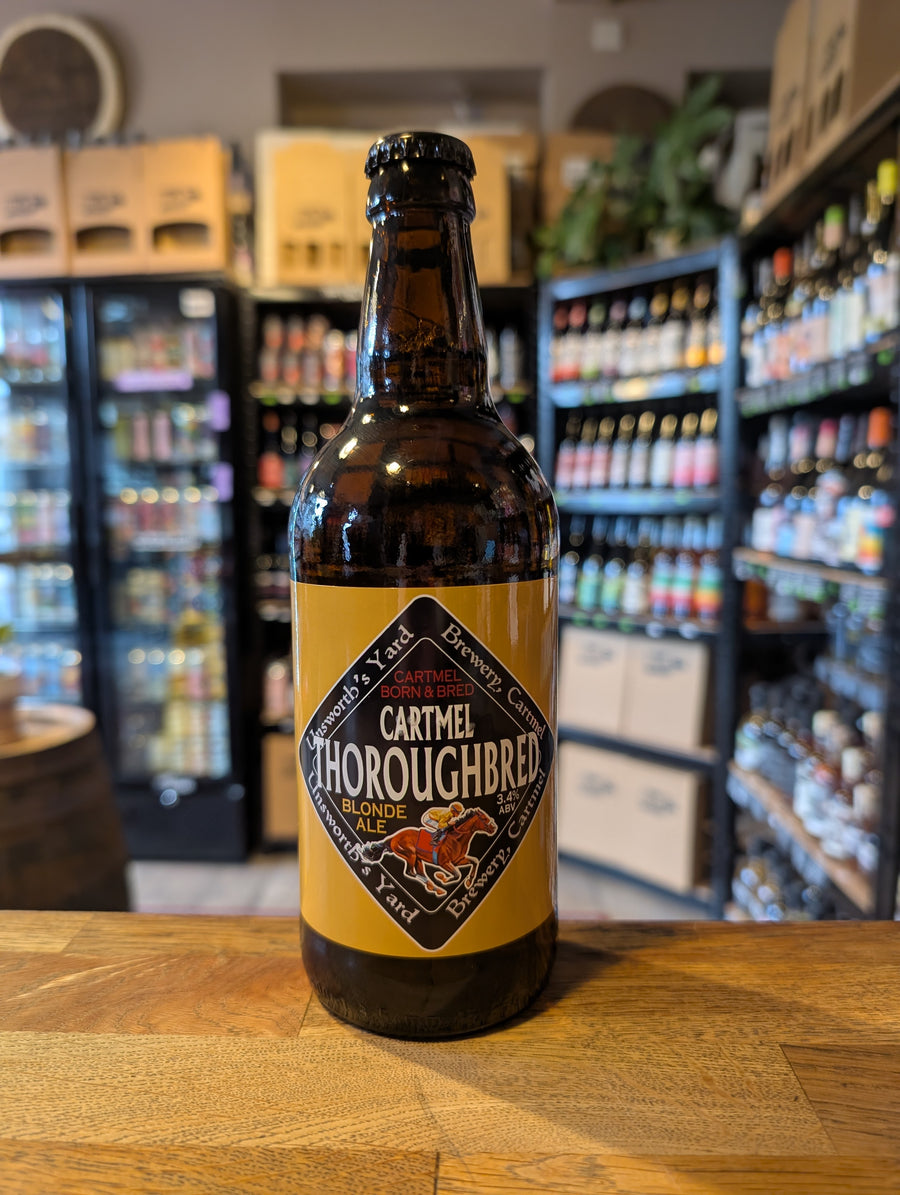 Unsworth's Yard
Brewery, Cartmel
CARTMEL
BORN & BRED
CARTMEL
THOROUGHBRED
BLONDE
ALE
3.4%
ABV
Unsworth's Yard
Brewery, Cartmel